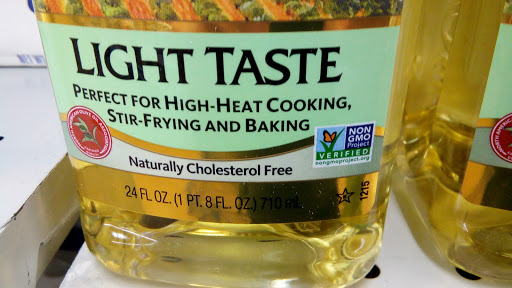 LIGHT TASTE
PERFECT FOR HIGH-HEAT COOKING,
STIR-FRYING AND BAKING
NON
GMO
Project
VERIFIED
nongmoproject.org
Naturally Cholesterol Free
24 FL OZ. (1 PT. 8 FL. OZ.) 710 mL
1215